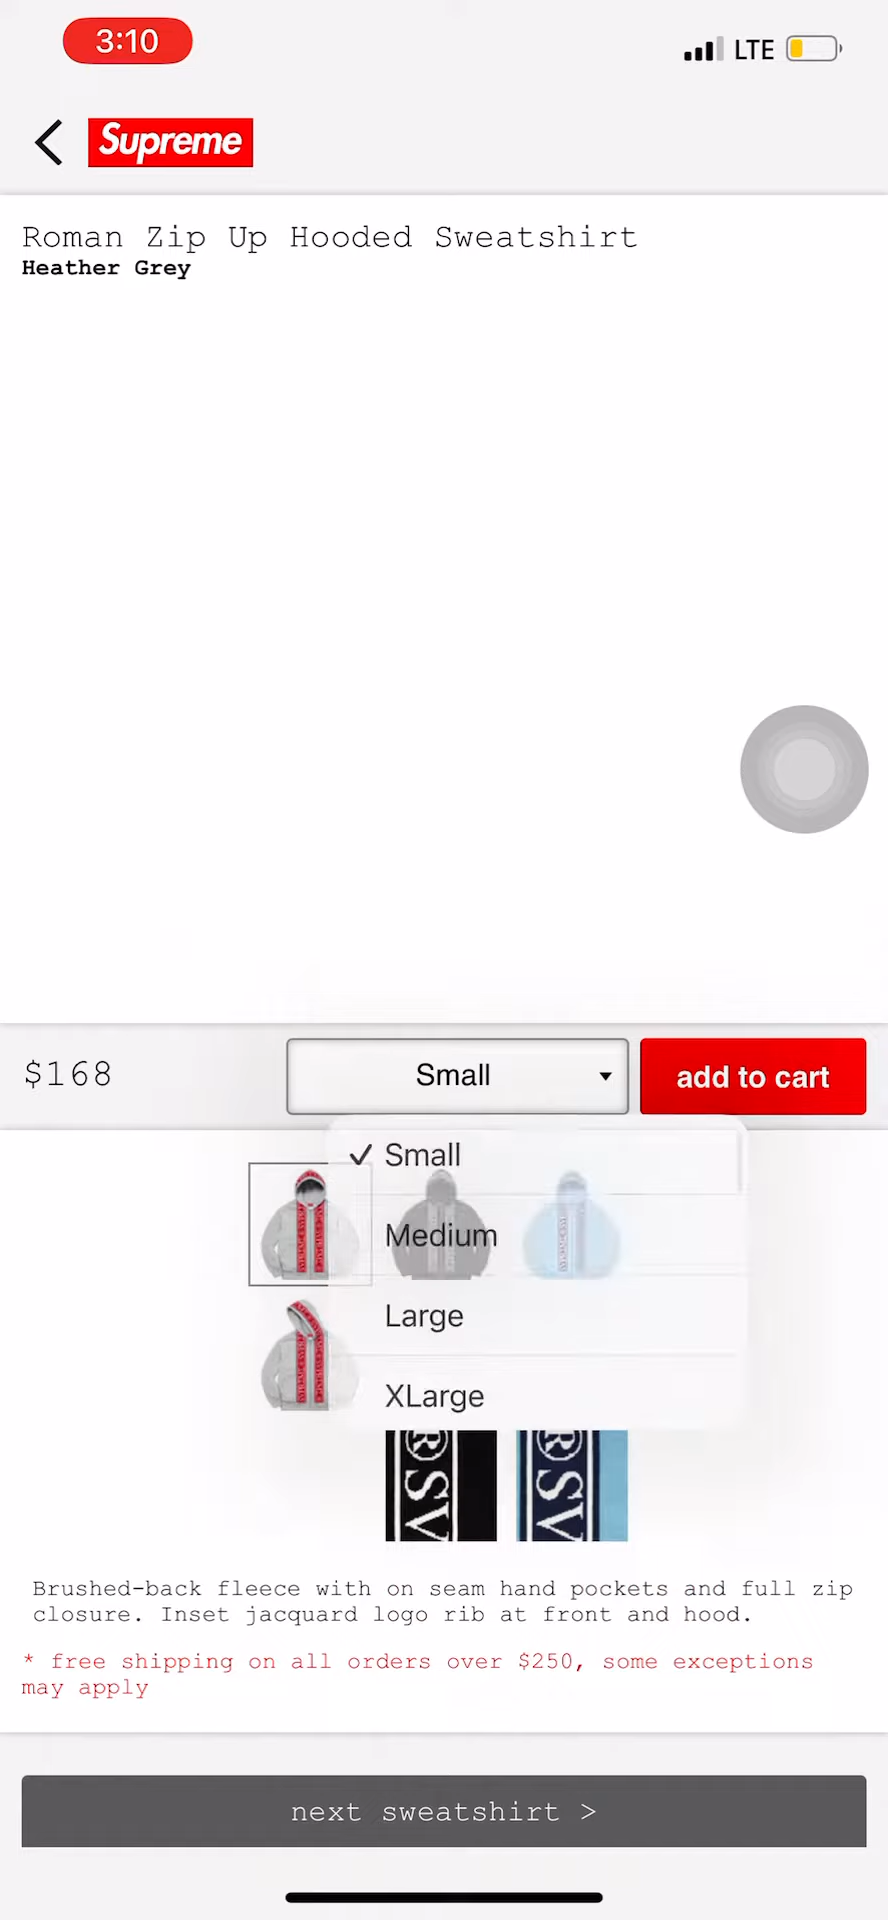 3:10
LTE
Supreme
Roman Zip Up Hooded Sweatshirt
Heather Grey
$168
Small
add to cart
✓ Small
Medium
Large
XLarge
®SV
®SV
Brushed-back fleece with on seam hand pockets and full zip
closure. Inset jacquard logo rib at front and hood.
* free shipping on all orders over $250, some exceptions
may apply
next sweatshirt >